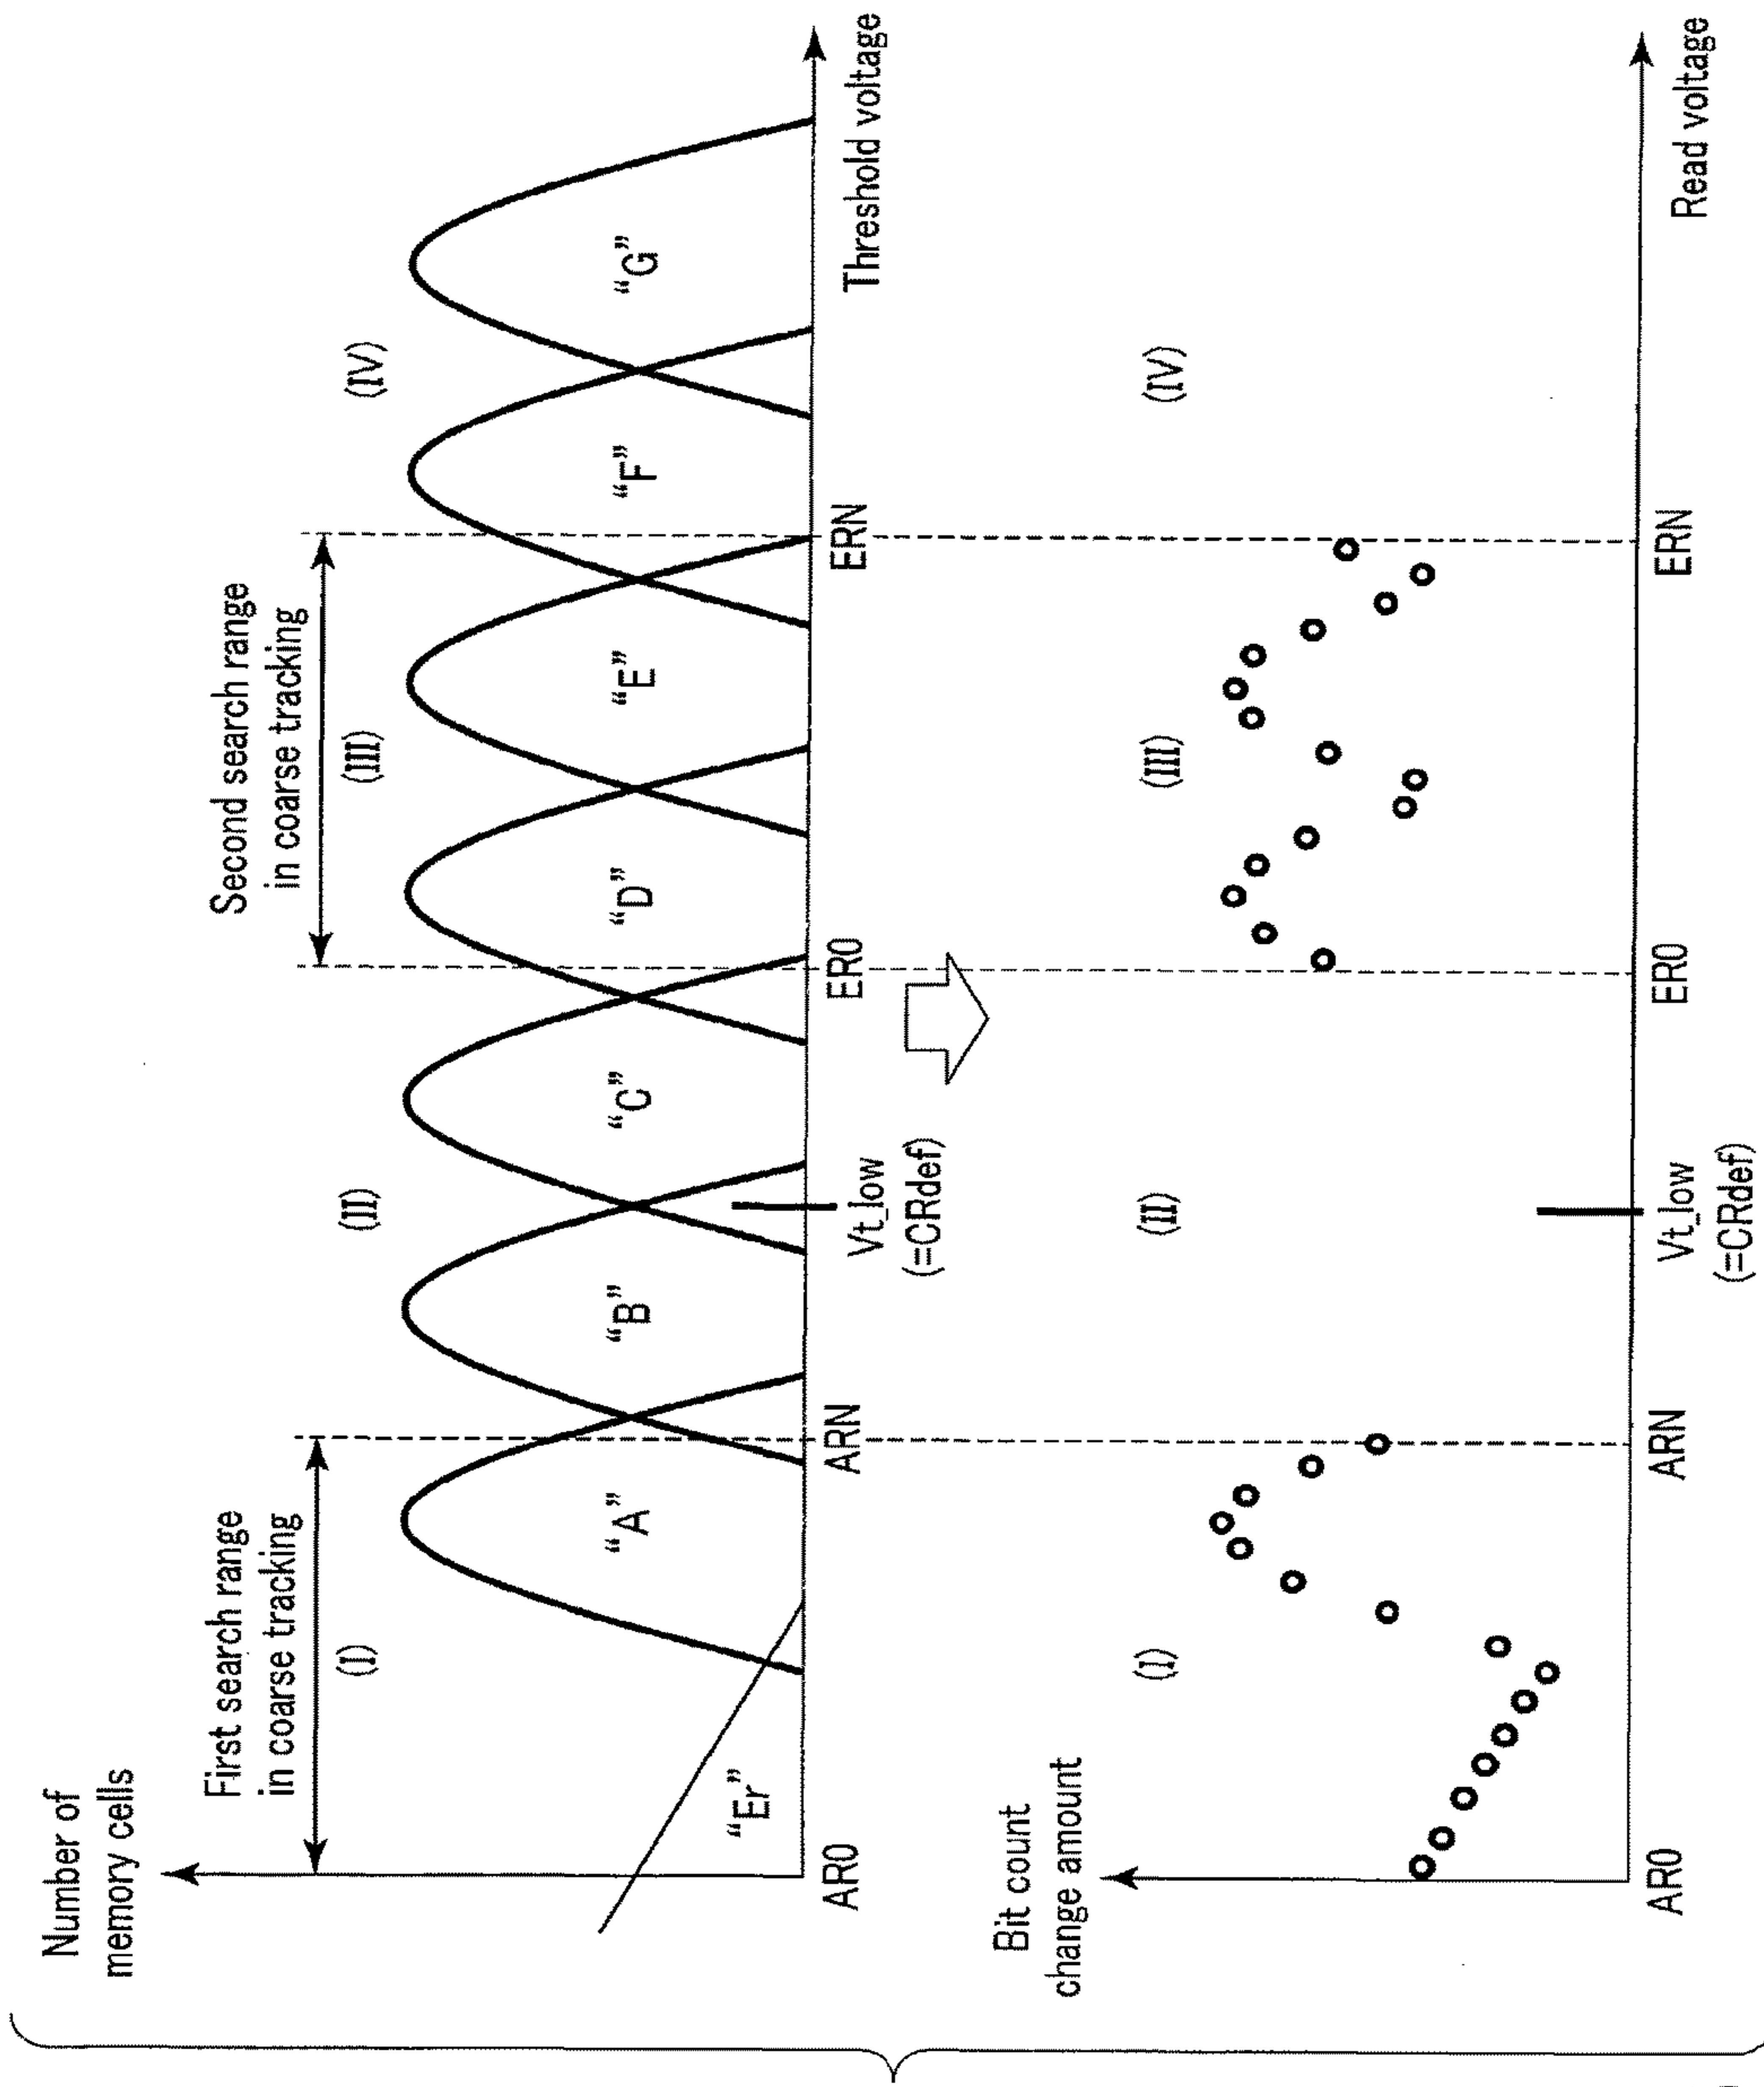 Number of
memory cells
First search range
in coarse tracking
Second search range
in coarse tracking
(I)
(II)
(III)
(IV)
“Er”
“A”
“B”
“C”
“D”
“E”
“F”
“G”
AR0
ARN
Vt_low
(=CRdef)
ER0
ERN
Threshold voltage
Bit count
change amount
(I)
(II)
(III)
(IV)
AR0
ARN
Vt_low
(=CRdef)
ER0
ERN
Read voltage